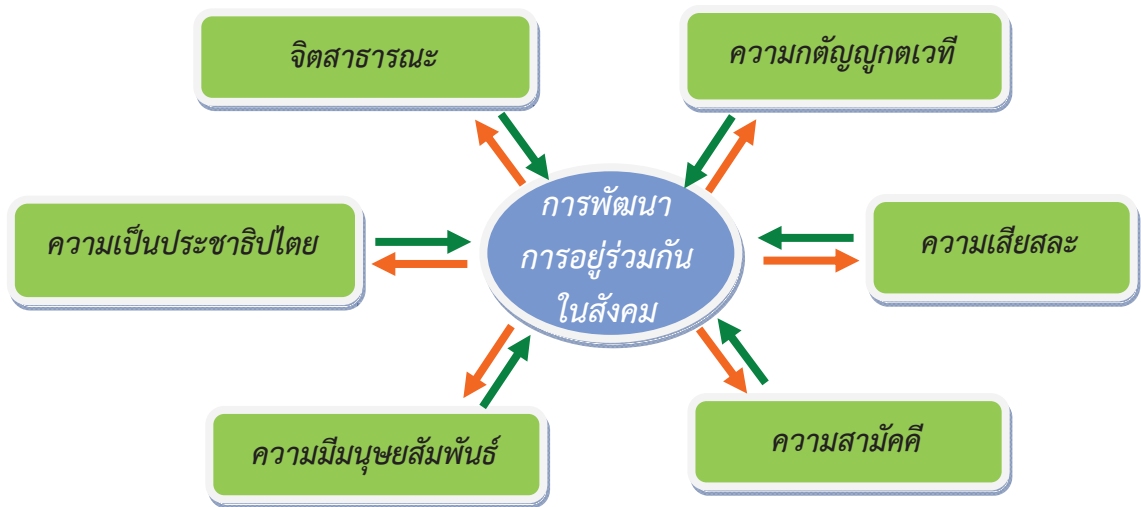 จิตสาธารณะ
ความกตัญญูกตเวที
ความเป็นประชาธิปไตย
การพัฒนา
การอยู่ร่วมกัน
ในสังคม
ความเสียสละ
ความมีมนุษยสัมพันธ์
ความสามัคคี